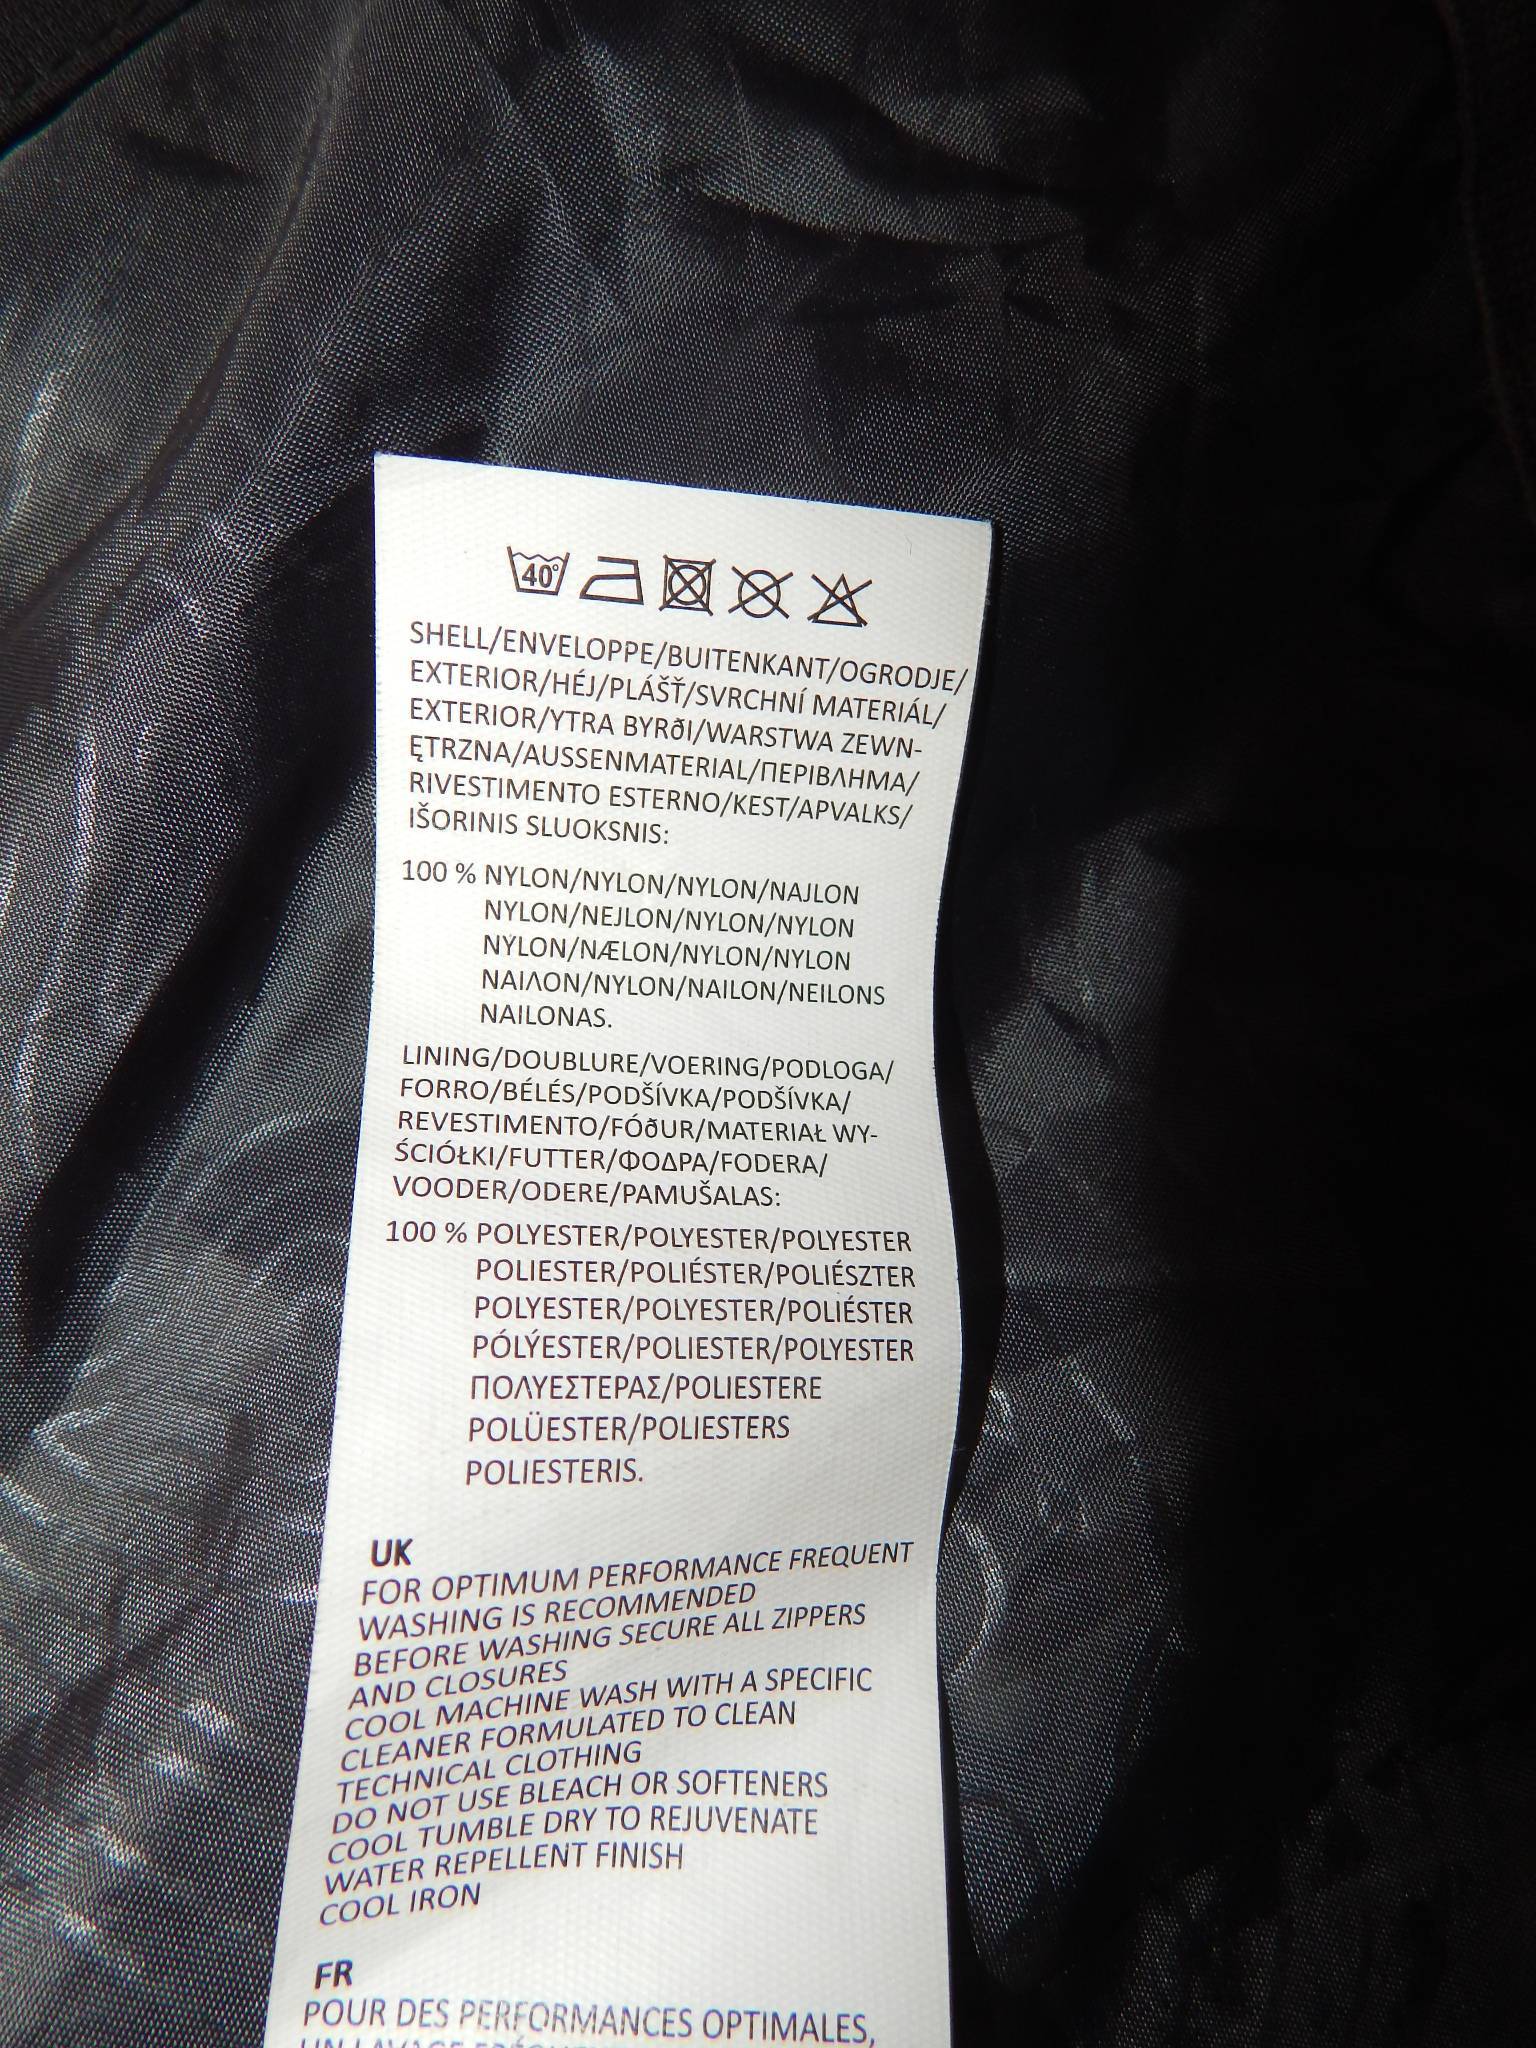 40°
SHELL/ENVELOPPE/BUITENKANT/OGRODJE/
EXTERIOR/HÉJ/PLÁŠŤ/SVRCHNÍ MATERIÁL/
EXTERIOR/YTRA BYRðI/WARSTWA ZEWN-
ĘTRZNA/AUSSENMATERIAL/ΠΕΡΙΒΛΗΜΑ/
RIVESTIMENTO ESTERNO/KEST/APVALKS/
IŠORINIS SLUOKSNIS:
100 % NYLON/NYLON/NYLON/NAJLON
NYLON/NEJLON/NYLON/NYLON
NYLON/NÆLON/NYLON/NYLON
ΝΑΙΛΟΝ/NYLON/NAILON/NEILONS
NAILONAS.
LINING/DOUBLURE/VOERING/PODLOGA/
FORRO/BÉLÉS/PODŠÍVKA/PODŠÍVKA/
REVESTIMENTO/FÓðUR/MATERIAŁ WY-
ŚCIÓŁKI/FUTTER/ΦΟΔΡΑ/FODERA/
VOODER/ODERE/PAMUŠALAS:
100 % POLYESTER/POLYESTER/POLYESTER
POLIESTER/POLIÉSTER/POLIÉSZTER
POLYESTER/POLYESTER/POLIÉSTER
PÓLÝESTER/POLIESTER/POLYESTER
ΠΟΛΥΕΣΤΕΡΑΣ/POLIESTERE
POLÜESTER/POLIESTERS
POLIESTERIS.
UK
FOR OPTIMUM PERFORMANCE FREQUENT
WASHING IS RECOMMENDED
BEFORE WASHING SECURE ALL ZIPPERS
AND CLOSURES
COOL MACHINE WASH WITH A SPECIFIC
CLEANER FORMULATED TO CLEAN
TECHNICAL CLOTHING
DO NOT USE BLEACH OR SOFTENERS
COOL TUMBLE DRY TO REJUVENATE
WATER REPELLENT FINISH
COOL IRON
FR
POUR DES PERFORMANCES OPTIMALES,
UN LAVAGE